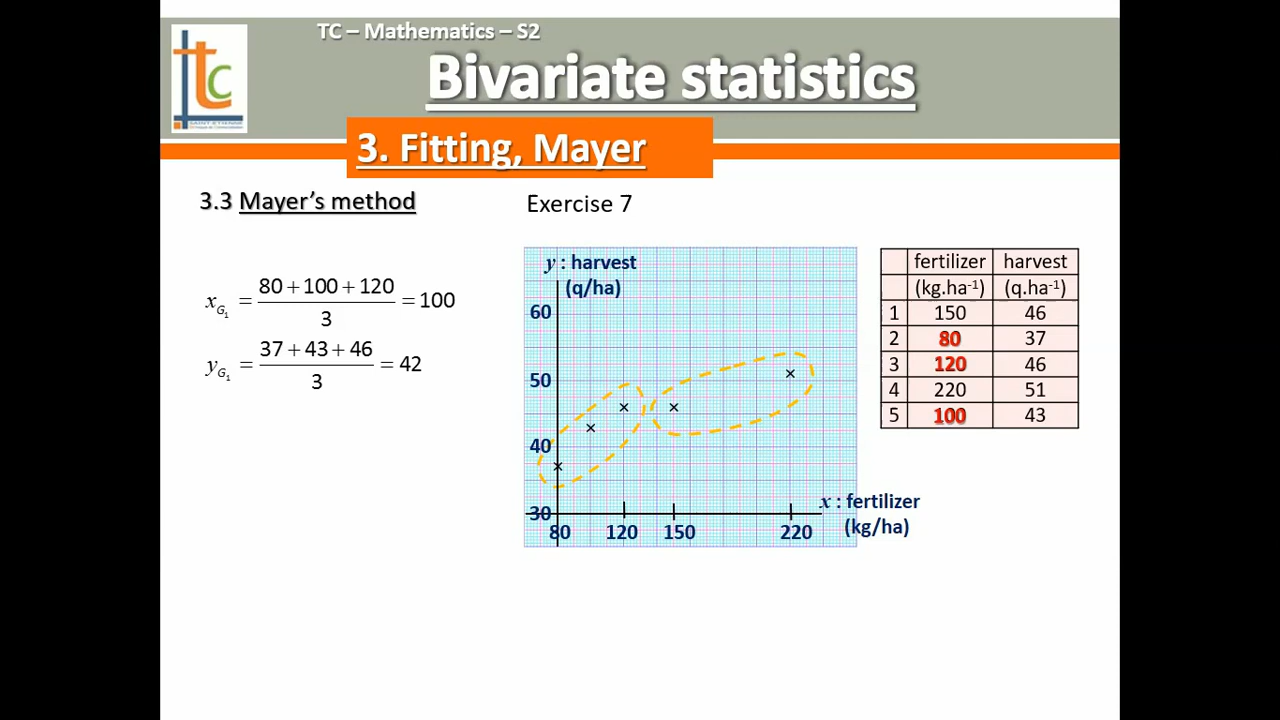 TC – Mathematics – S2
Bivariate statistics
tc
3. Fitting, Mayer
3.3 Mayer's method
Exercise 7
x_{G_1} = \frac{80 + 100 + 120}{3} = 100
y_{G_1} = \frac{37 + 43 + 46}{3} = 42
y : harvest
(q/ha)
60
50
40
30
80 120 150 220
x : fertilizer
(kg/ha)
fertilizer harvest
(kg.ha⁻¹) (q.ha⁻¹)
1 150 46
2 80 37
3 120 46
4 220 51
5 100 43